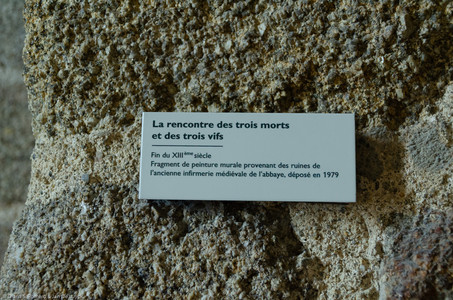 La rencontre des trois morts
et des trois vifs
Fin du XIIIème siècle
Fragment de peinture murale provenant des ruines de
l'ancienne infirmerie médiévale de l'abbaye, déposé en 1979